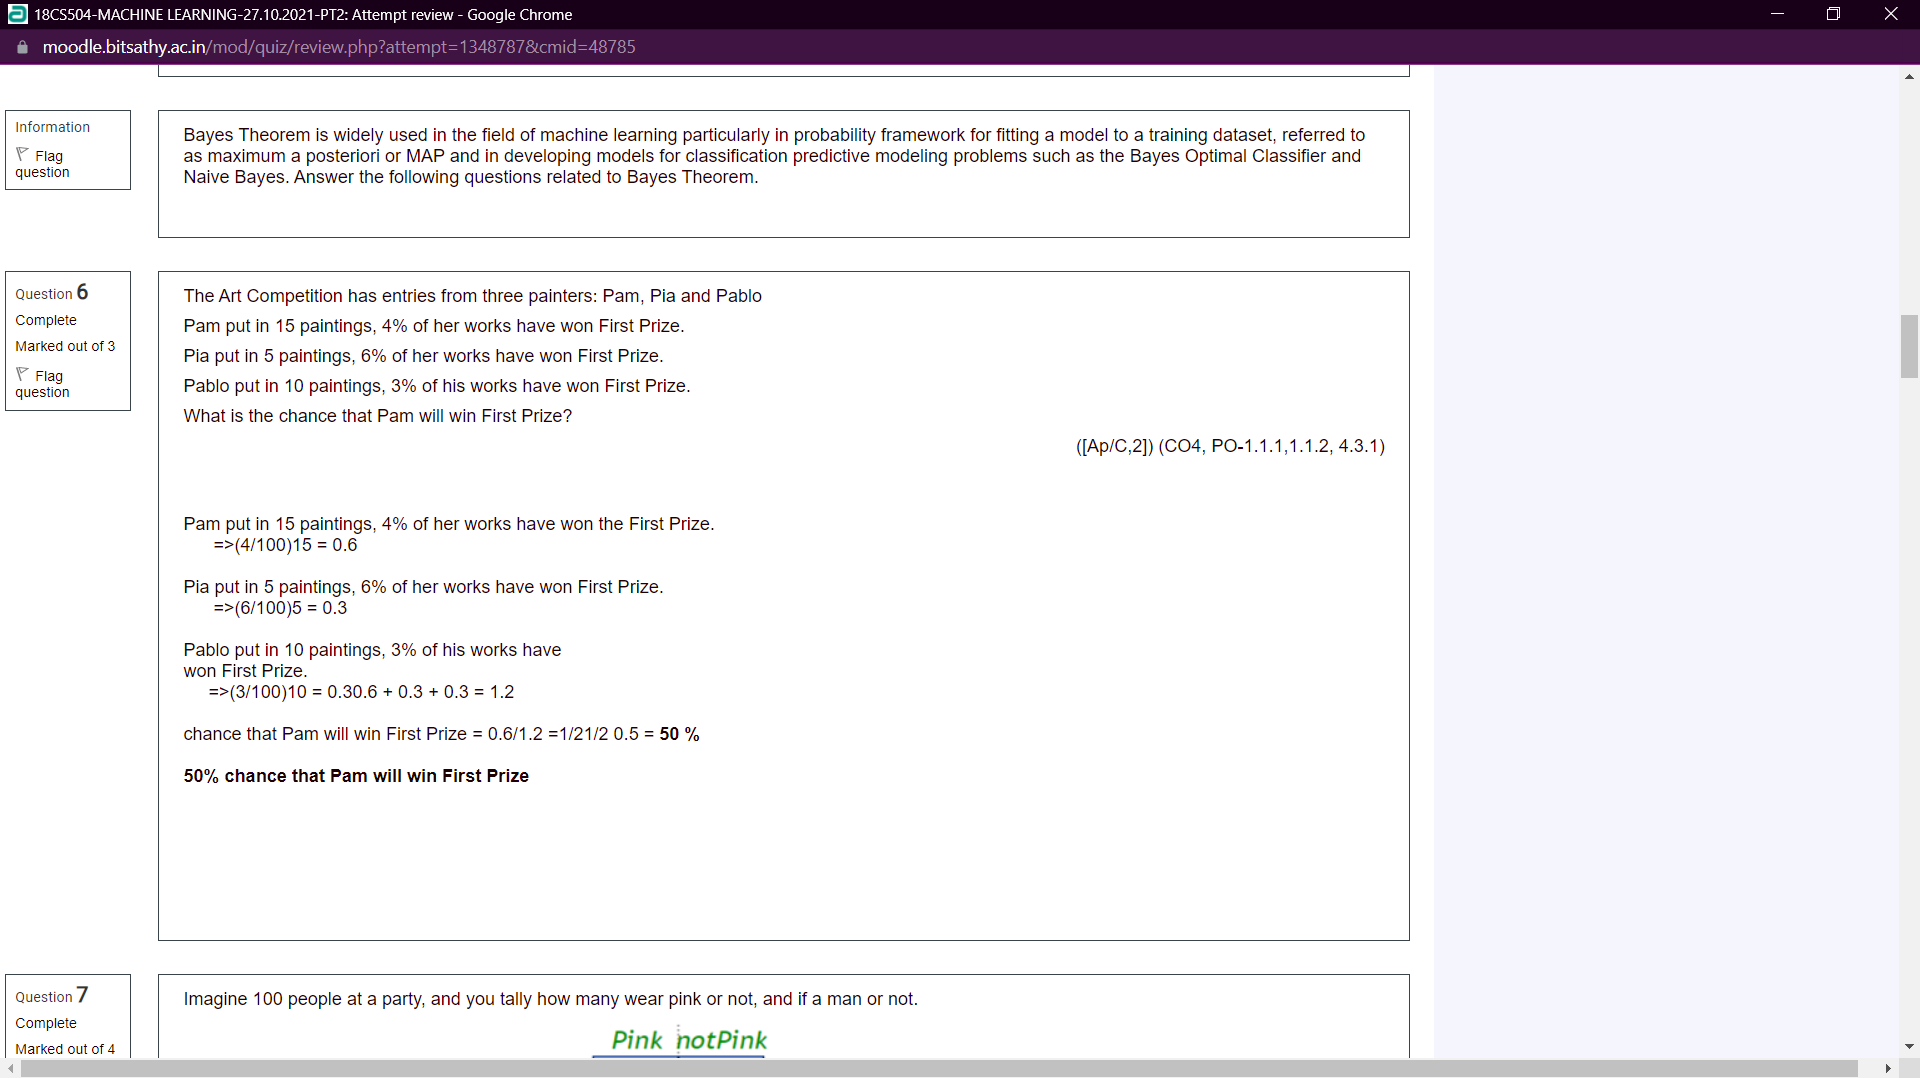 18CS504-MACHINE LEARNING-27.10.2021-PT2: Attempt review - Google Chrome
moodle.bitsathy.ac.in/mod/quiz/review.php?attempt=1348787&cmid=48785
Information
Flag
question
Bayes Theorem is widely used in the field of machine learning particularly in probability framework for fitting a model to a training dataset, referred to
as maximum a posteriori or MAP and in developing models for classification predictive modeling problems such as the Bayes Optimal Classifier and
Naive Bayes. Answer the following questions related to Bayes Theorem.
Question 6
Complete
Marked out of 3
Flag
question
The Art Competition has entries from three painters: Pam, Pia and Pablo
Pam put in 15 paintings, 4% of her works have won First Prize.
Pia put in 5 paintings, 6% of her works have won First Prize.
Pablo put in 10 paintings, 3% of his works have won First Prize.
What is the chance that Pam will win First Prize?
([Ap/C,2]) (CO4, PO-1.1.1,1.1.2, 4.3.1)
Pam put in 15 paintings, 4% of her works have won the First Prize.
=>(4/100)15 = 0.6
Pia put in 5 paintings, 6% of her works have won First Prize.
=>(6/100)5 = 0.3
Pablo put in 10 paintings, 3% of his works have
won First Prize.
=>(3/100)10 = 0.30.6 + 0.3 + 0.3 = 1.2
chance that Pam will win First Prize = 0.6/1.2 =1/21/2 0.5 = 50 %
50% chance that Pam will win First Prize
Question 7
Complete
Marked out of 4
Imagine 100 people at a party, and you tally how many wear pink or not, and if a man or not.
Pink notPink